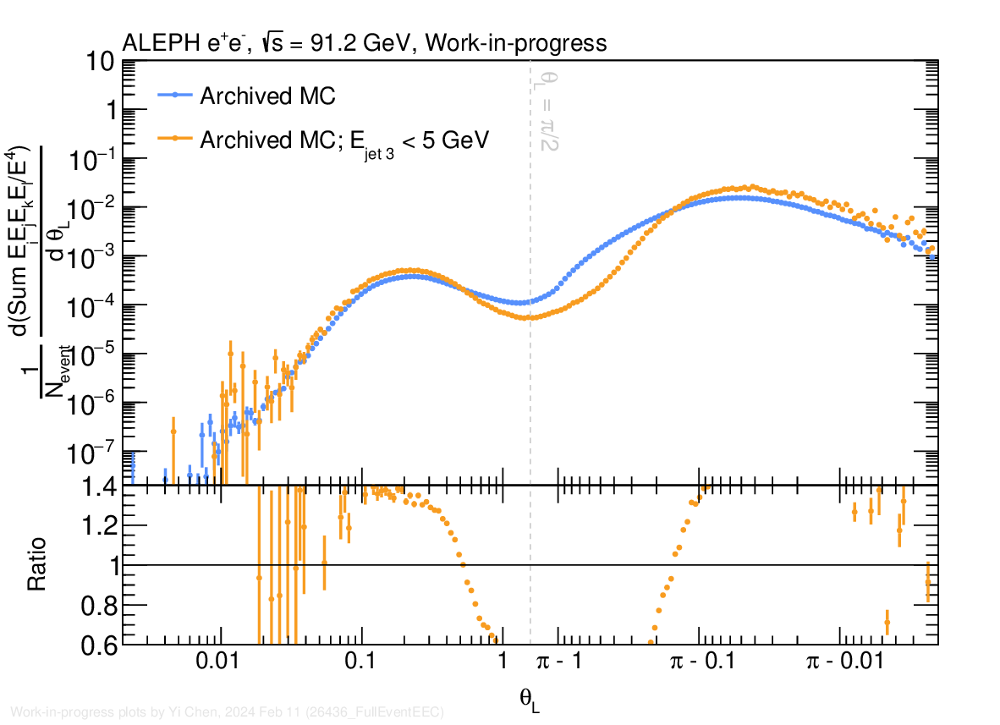 ALEPH e⁺e⁻, √s = 91.2 GeV, Work-in-progress
10
1
10⁻¹
10⁻²
10⁻³
10⁻⁴
10⁻⁵
10⁻⁶
10⁻⁷
Archived MC
Archived MC; E_jet 3 < 5 GeV
θ_L = π/2
1 / N_event d(Sum E_iE_jE_kE_l/E⁴) / d θ_L
1.4
1.2
1
0.8
0.6
Ratio
0.01 0.1 1 π - 1 π - 0.1 π - 0.01
θ_L
Work-in-progress plots by Yi Chen, 2024 Feb 11 (26436_FullEventEEC)